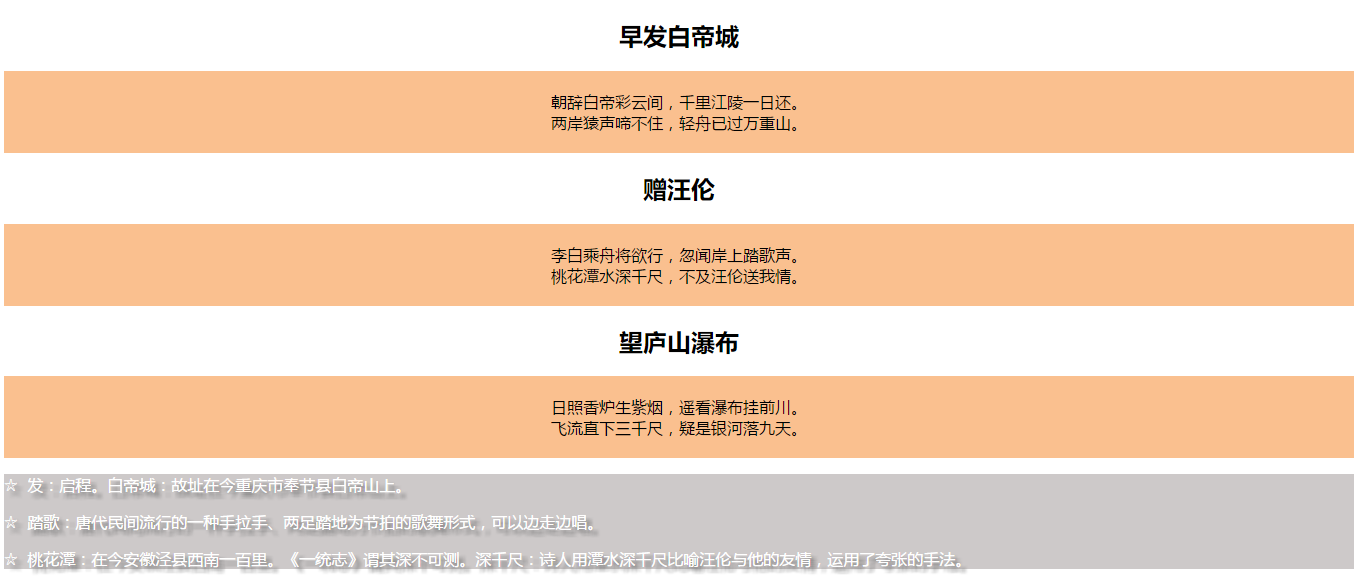 早发白帝城
朝辞白帝彩云间，千里江陵一日还。
两岸猿声啼不住，轻舟已过万重山。
赠汪伦
李白乘舟将欲行，忽闻岸上踏歌声。
桃花潭水深千尺，不及汪伦送我情。
望庐山瀑布
日照香炉生紫烟，遥看瀑布挂前川。
飞流直下三千尺，疑是银河落九天。
☆ 发：启程。白帝城：故址在今重庆市奉节县白帝山上。
☆ 踏歌：唐代民间流行的一种手拉手、两足踏地为节拍的歌舞形式，可以边走边唱。
☆ 桃花潭：在今安徽泾县西南一百里。《一统志》谓其深不可测。深千尺：诗人用潭水深千尺比喻汪伦与他的友情，运用了夸张的手法。